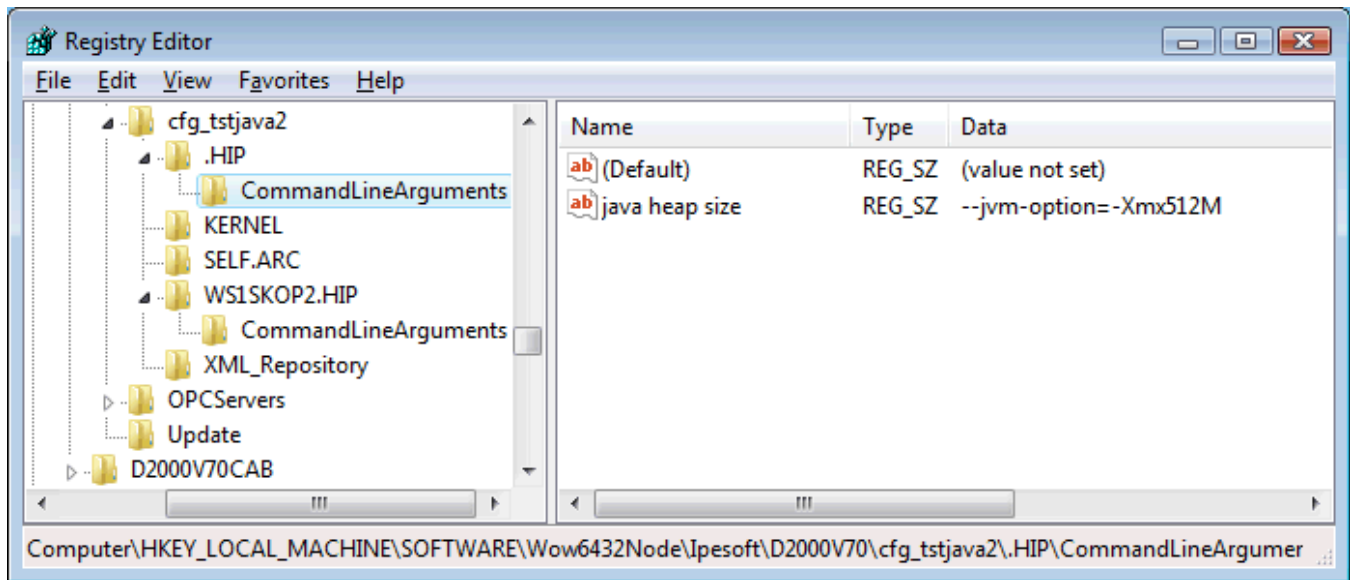 Registry Editor
File Edit View Favorites Help
cfg_tstjava2
.HIP
CommandLineArguments
KERNEL
SELF.ARC
WS1SKOP2.HIP
CommandLineArguments
XML_Repository
OPCServers
Update
D2000V70CAB
Name Type Data
ab (Default) REG_SZ (value not set)
ab java heap size REG_SZ --jvm-option=-Xmx512M
Computer\HKEY_LOCAL_MACHINE\SOFTWARE\Wow6432Node\Ipesoft\D2000V70\cfg_tstjava2\.HIP\CommandLineArgumer